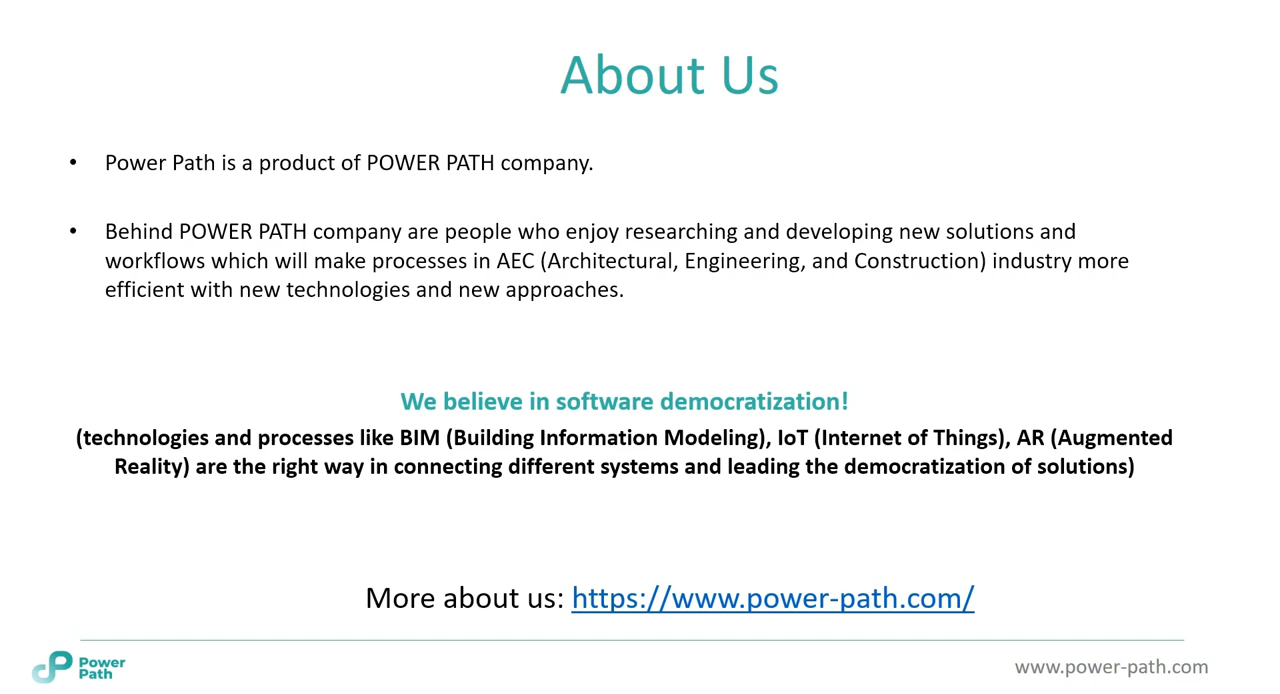 About Us
• Power Path is a product of POWER PATH company.
• Behind POWER PATH company are people who enjoy researching and developing new solutions and
workflows which will make processes in AEC (Architectural, Engineering, and Construction) industry more
efficient with new technologies and new approaches.
We believe in software democratization!
(technologies and processes like BIM (Building Information Modeling), IoT (Internet of Things), AR (Augmented
Reality) are the right way in connecting different systems and leading the democratization of solutions)
More about us: https://www.power-path.com/
Power
Path
www.power-path.com